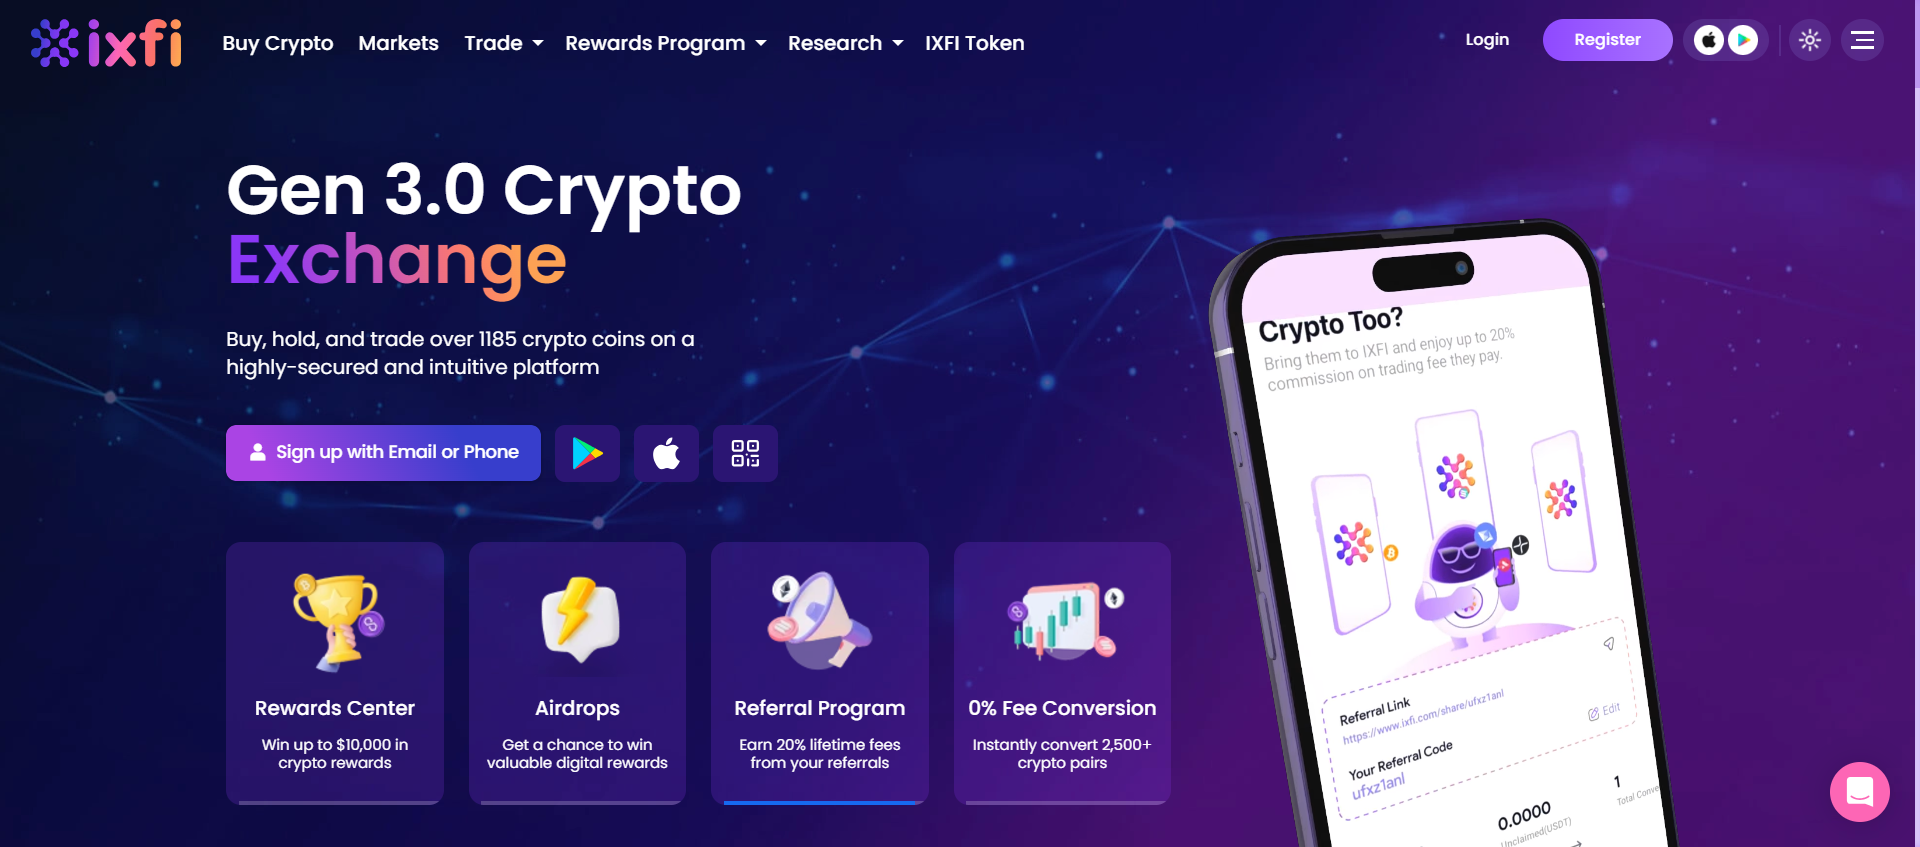 ixfi
Buy Crypto
Markets
Trade
Rewards Program
Research
IXFI Token
Login
Register
Gen 3.0 Crypto
Exchange
Buy, hold, and trade over 1185 crypto coins on a
highly-secured and intuitive platform
Sign up with Email or Phone
Rewards Center
Win up to $10,000 in
crypto rewards
Airdrops
Get a chance to win
valuable digital rewards
Referral Program
Earn 20% lifetime fees
from your referrals
0% Fee Conversion
Instantly convert 2,500+
crypto pairs
Crypto Too?
Bring them to IXFI and enjoy up to 20%
commission on trading fee they pay.
Referral Link
https://www.ixfi.com/share/ufxz1anl
Edit
Your Referral Code
ufxz1anl
0.0000
Unclaimed(USDT)
1
Total Conve